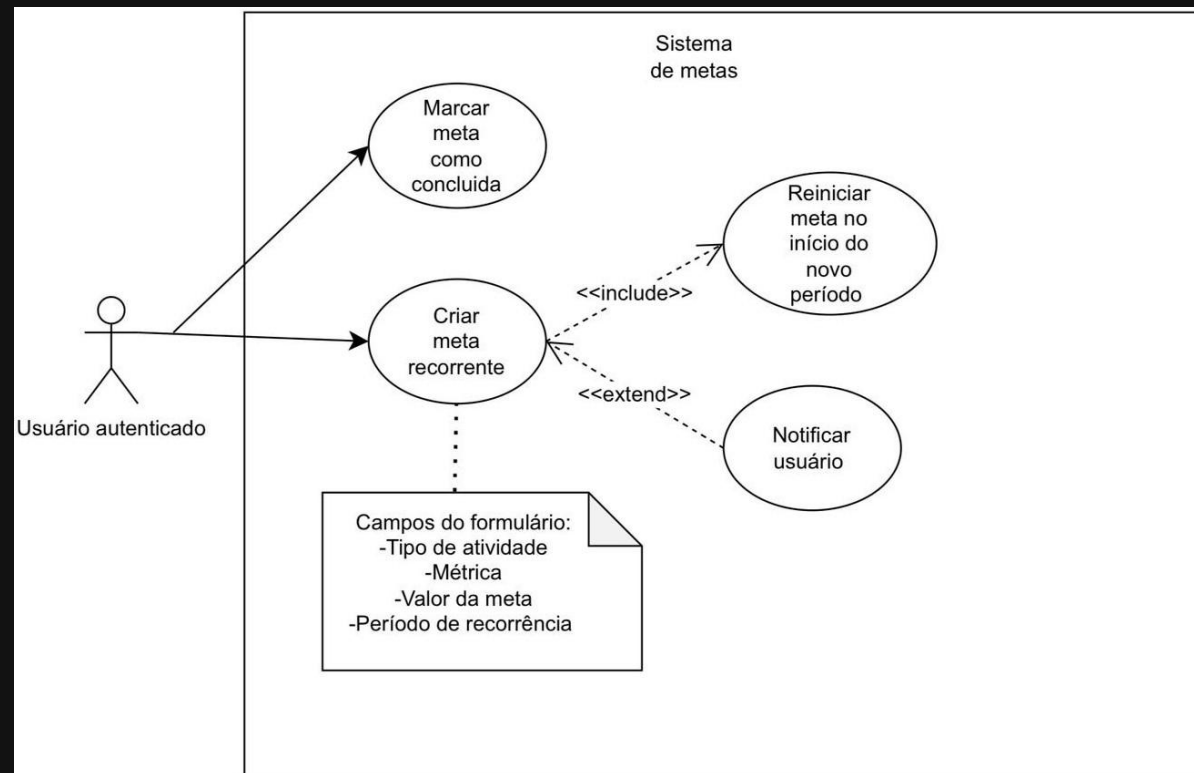 Sistema
de metas
Marcar
meta
como
concluida
Reiniciar
meta no
início do
novo
período
<<include>>
Criar
meta
recorrente
<<extend>>
Usuário autenticado
Notificar
usuário
Campos do formulário:
-Tipo de atividade
-Métrica
-Valor da meta
-Período de recorrência